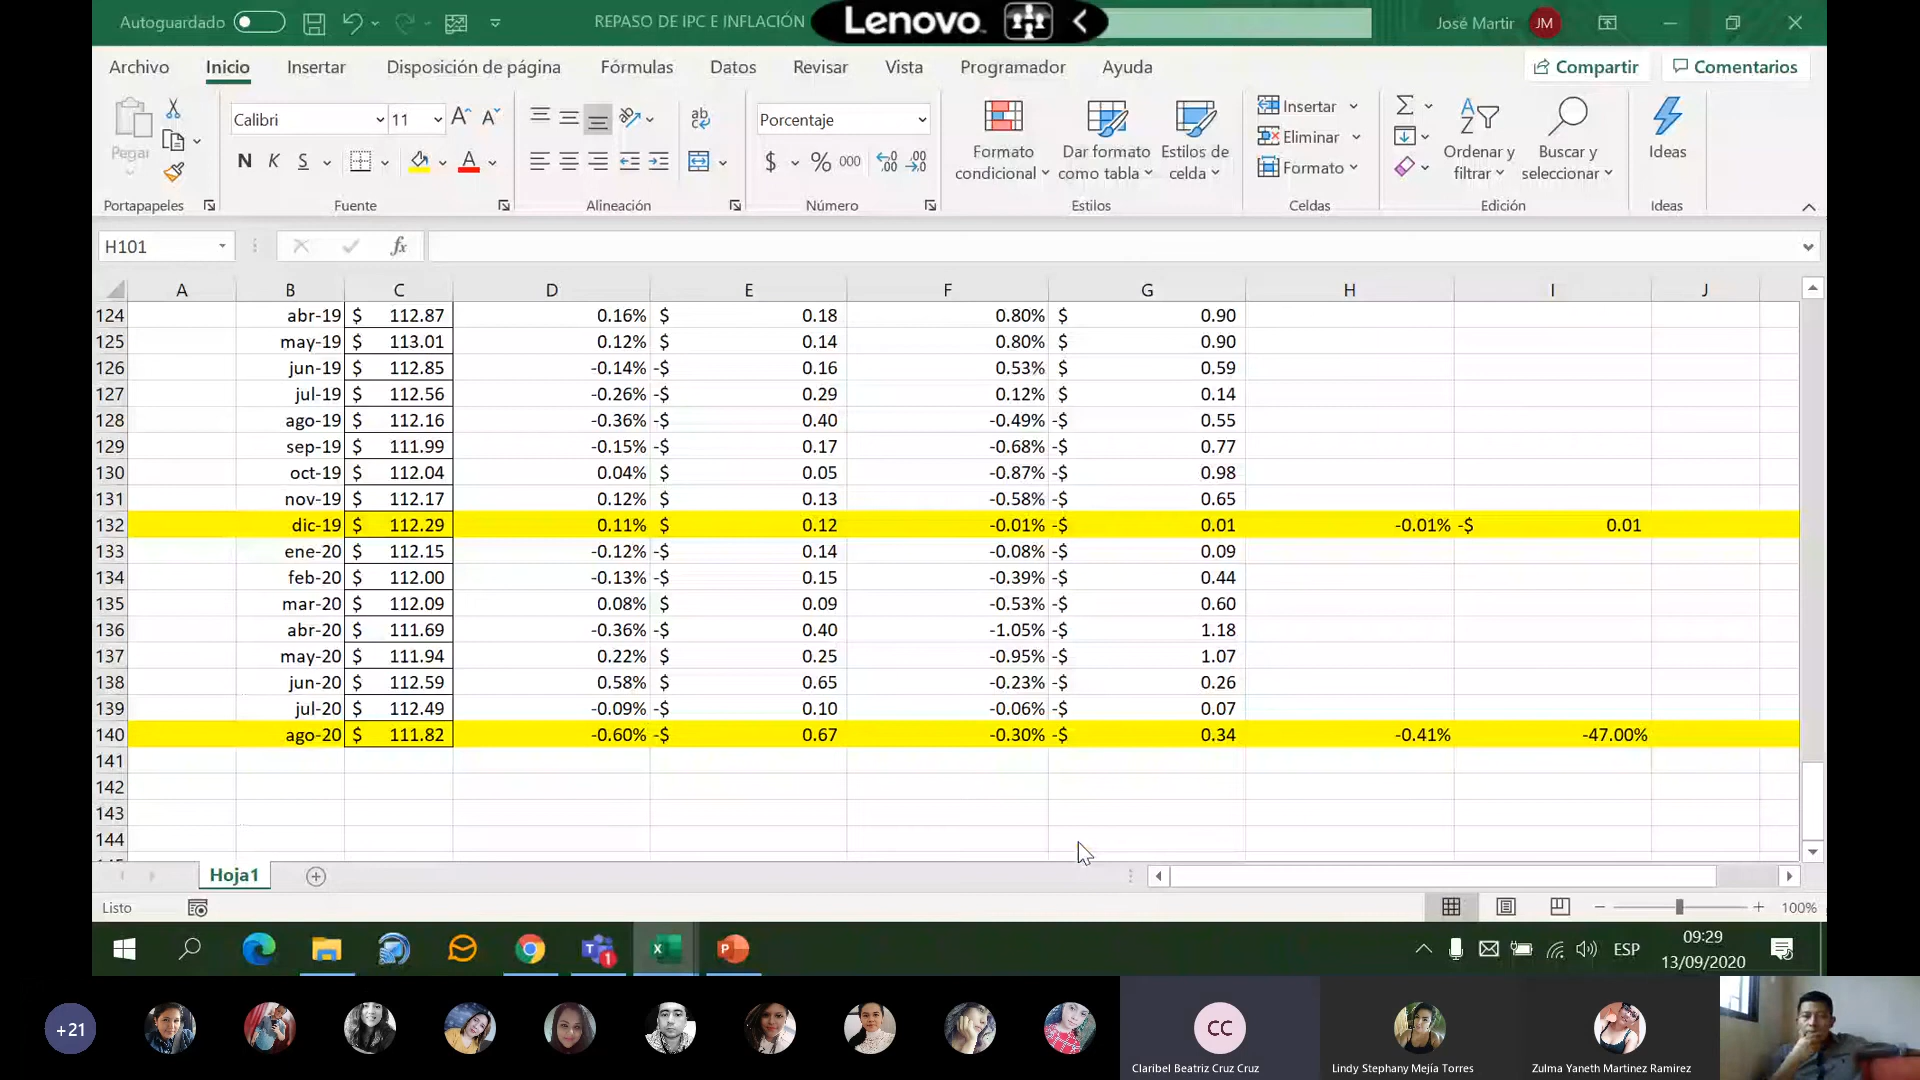 Autoguardado REPASO DE IPC E INFLACIÓN Lenovo José Martir JM
Archivo Inicio Insertar Disposición de página Fórmulas Datos Revisar Vista Programador Ayuda Compartir Comentarios
Pegar Calibri 11 Porcentaje Insertar
N K S $ % 000 Eliminar
Formato condicional Dar formato como tabla Estilos de celda Formato Ordenar y filtrar Buscar y seleccionar Ideas
Portapapeles Fuente Alineación Número Estilos Celdas Edición Ideas
H101 fx
A B C D E F G H I J
124 abr-19 $ 112.87 0.16% $ 0.18 0.80% $ 0.90
125 may-19 $ 113.01 0.12% $ 0.14 0.80% $ 0.90
126 jun-19 $ 112.85 -0.14% -$ 0.16 0.53% $ 0.59
127 jul-19 $ 112.56 -0.26% -$ 0.29 0.12% $ 0.14
128 ago-19 $ 112.16 -0.36% -$ 0.40 -0.49% -$ 0.55
129 sep-19 $ 111.99 -0.15% -$ 0.17 -0.68% -$ 0.77
130 oct-19 $ 112.04 0.04% $ 0.05 -0.87% -$ 0.98
131 nov-19 $ 112.17 0.12% $ 0.13 -0.58% -$ 0.65
132 dic-19 $ 112.29 0.11% $ 0.12 -0.01% -$ 0.01 -0.01% -$ 0.01
133 ene-20 $ 112.15 -0.12% -$ 0.14 -0.08% -$ 0.09
134 feb-20 $ 112.00 -0.13% -$ 0.15 -0.39% -$ 0.44
135 mar-20 $ 112.09 0.08% $ 0.09 -0.53% -$ 0.60
136 abr-20 $ 111.69 -0.36% -$ 0.40 -1.05% -$ 1.18
137 may-20 $ 111.94 0.22% $ 0.25 -0.95% -$ 1.07
138 jun-20 $ 112.59 0.58% $ 0.65 -0.23% -$ 0.26
139 jul-20 $ 112.49 -0.09% -$ 0.10 -0.06% -$ 0.07
140 ago-20 $ 111.82 -0.60% -$ 0.67 -0.30% -$ 0.34 -0.41% -47.00%
141
142
143
144
Hoja1
Listo 100%
ESP 09:29
13/09/2020
+21 CC
Claribel Beatriz Cruz Cruz Lindy Stephany Mejía Torres Zulma Yaneth Martinez Ramirez